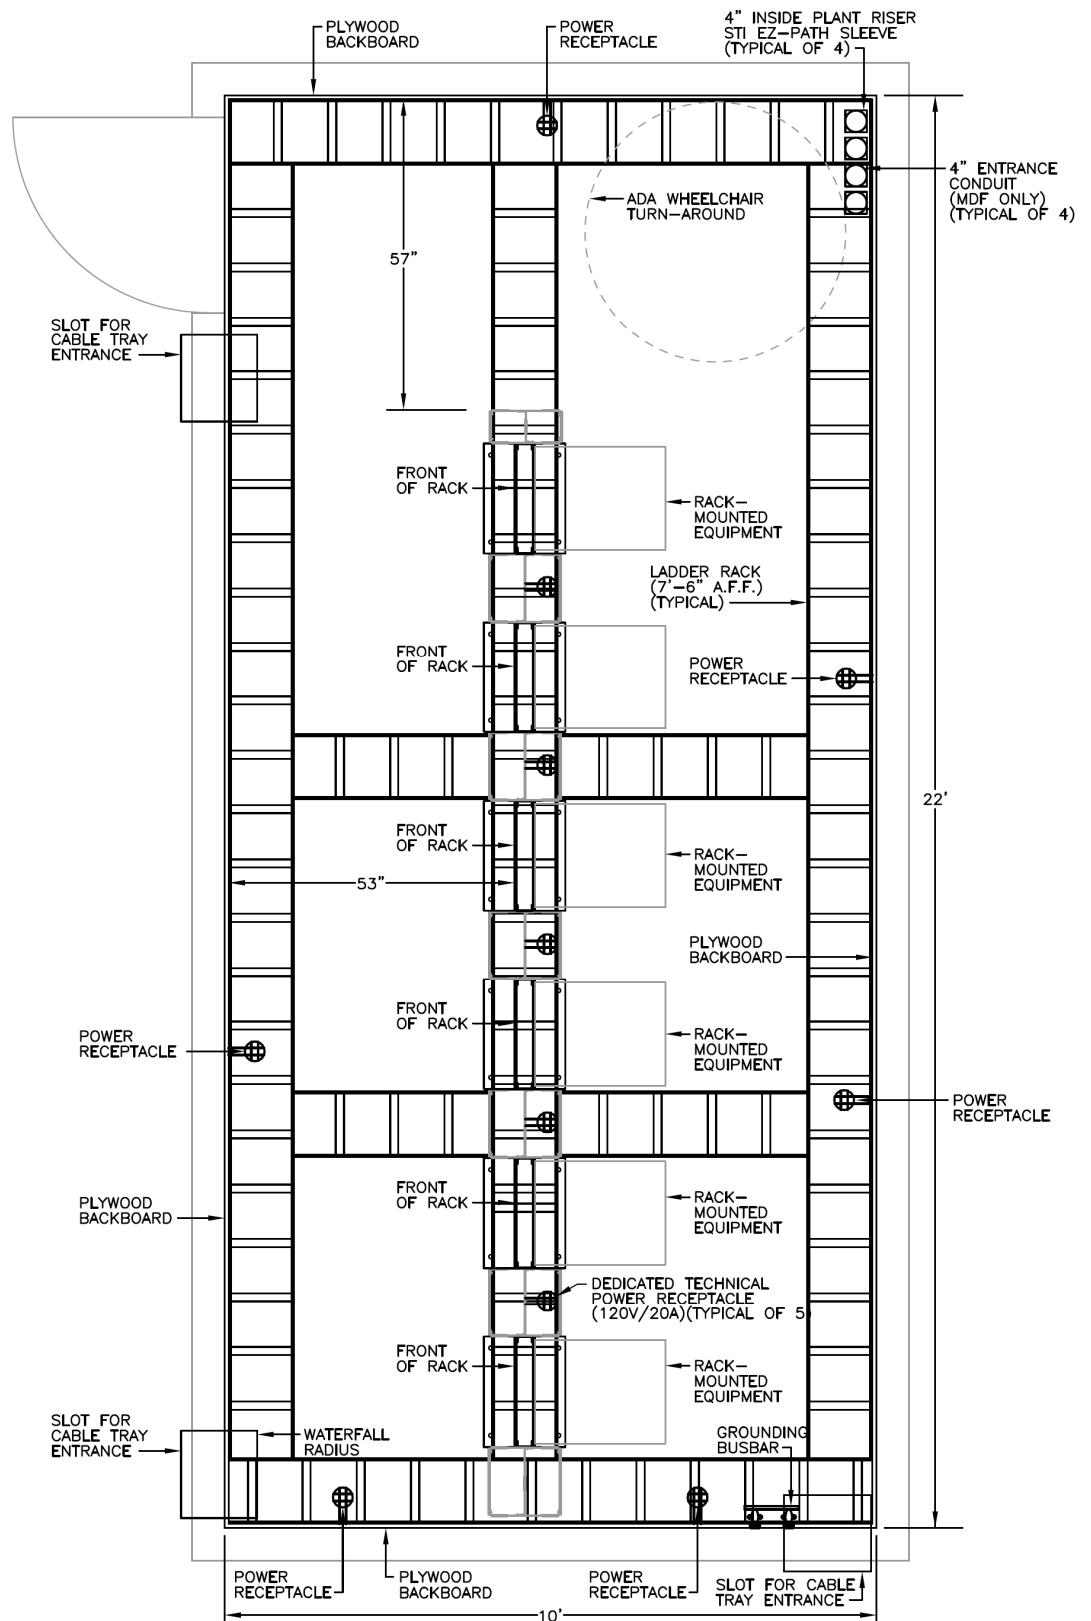 PLYWOOD
BACKBOARD
POWER
RECEPTACLE
4" INSIDE PLANT RISER
STI EZ-PATH SLEEVE
(TYPICAL OF 4)
4" ENTRANCE
CONDUIT
(MDF ONLY)
(TYPICAL OF 4)
ADA WHEELCHAIR
TURN-AROUND
57"
SLOT FOR
CABLE TRAY
ENTRANCE
FRONT
OF RACK
RACK-
MOUNTED
EQUIPMENT
LADDER RACK
(7'-6" A.F.F.)
(TYPICAL)
FRONT
OF RACK
POWER
RECEPTACLE
22'
FRONT
OF RACK
RACK-
MOUNTED
EQUIPMENT
53"
PLYWOOD
BACKBOARD
FRONT
OF RACK
RACK-
MOUNTED
EQUIPMENT
POWER
RECEPTACLE
POWER
RECEPTACLE
FRONT
OF RACK
RACK-
MOUNTED
EQUIPMENT
PLYWOOD
BACKBOARD
DEDICATED TECHNICAL
POWER RECEPTACLE
(120V/20A)(TYPICAL OF 5)
FRONT
OF RACK
RACK-
MOUNTED
EQUIPMENT
SLOT FOR
CABLE TRAY
ENTRANCE
WATERFALL
RADIUS
GROUNDING
BUSBAR
POWER
RECEPTACLE
PLYWOOD
BACKBOARD
POWER
RECEPTACLE
SLOT FOR CABLE
TRAY ENTRANCE
10'